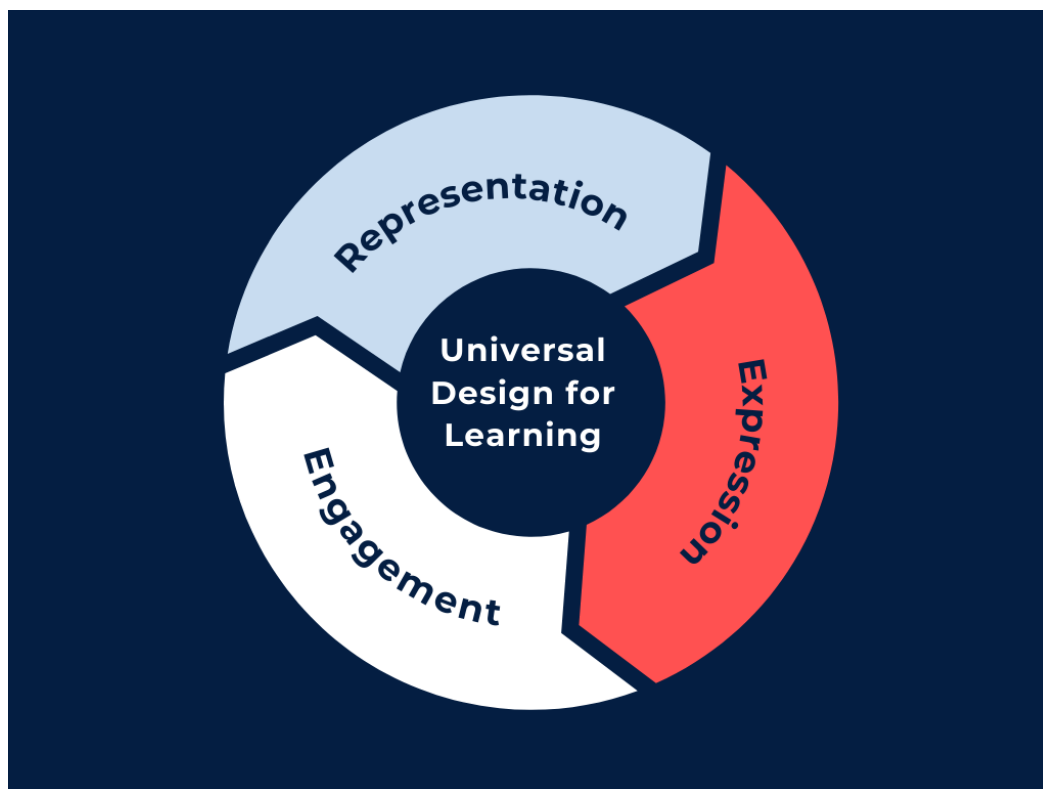 Representation
Universal
Design for
Learning
Expression
Engagement